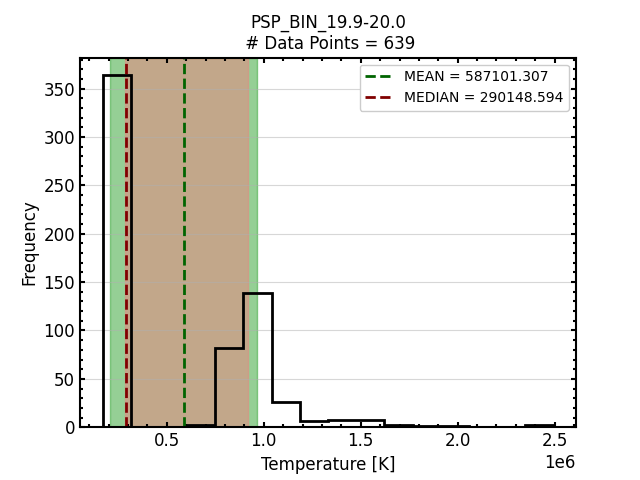 PSP_BIN_19.9-20.0
# Data Points = 639
MEAN = 587101.307
MEDIAN = 290148.594
Frequency
350
300
250
200
150
100
50
0
0.5 1.0 1.5 2.0 2.5
1e6
Temperature [K]